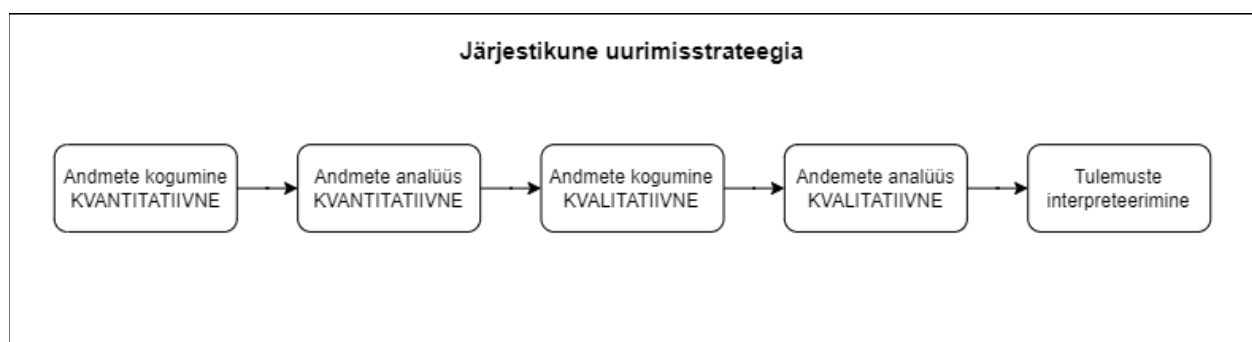 Järjestikune uurimisstrateegia
Andmete kogumine
KVANTITATIIVNE
Andmete analüüs
KVANTITATIIVNE
Andmete kogumine
KVALITATIIVNE
Andemete analüüs
KVALITATIIVNE
Tulemuste
interpreteerimine